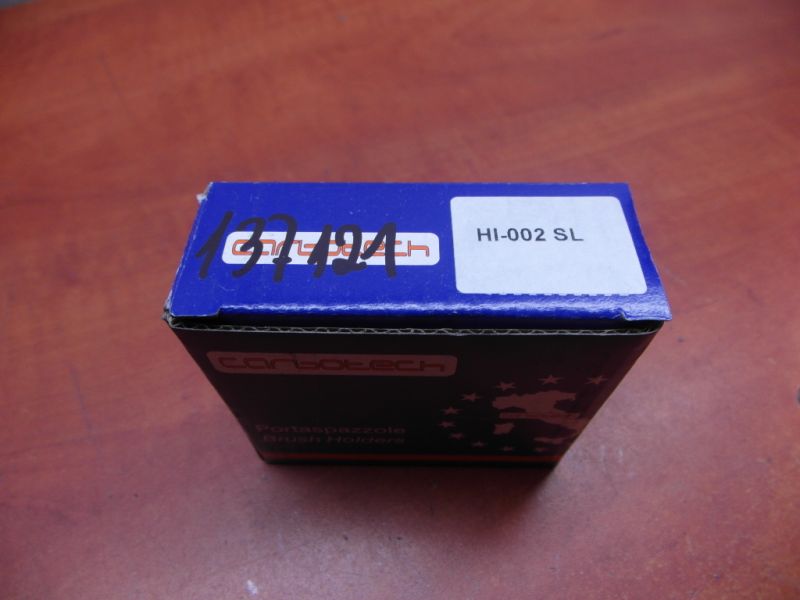 137121
carbotech
HI-002 SL
carbotech
Portaspazzole
Brush Holders